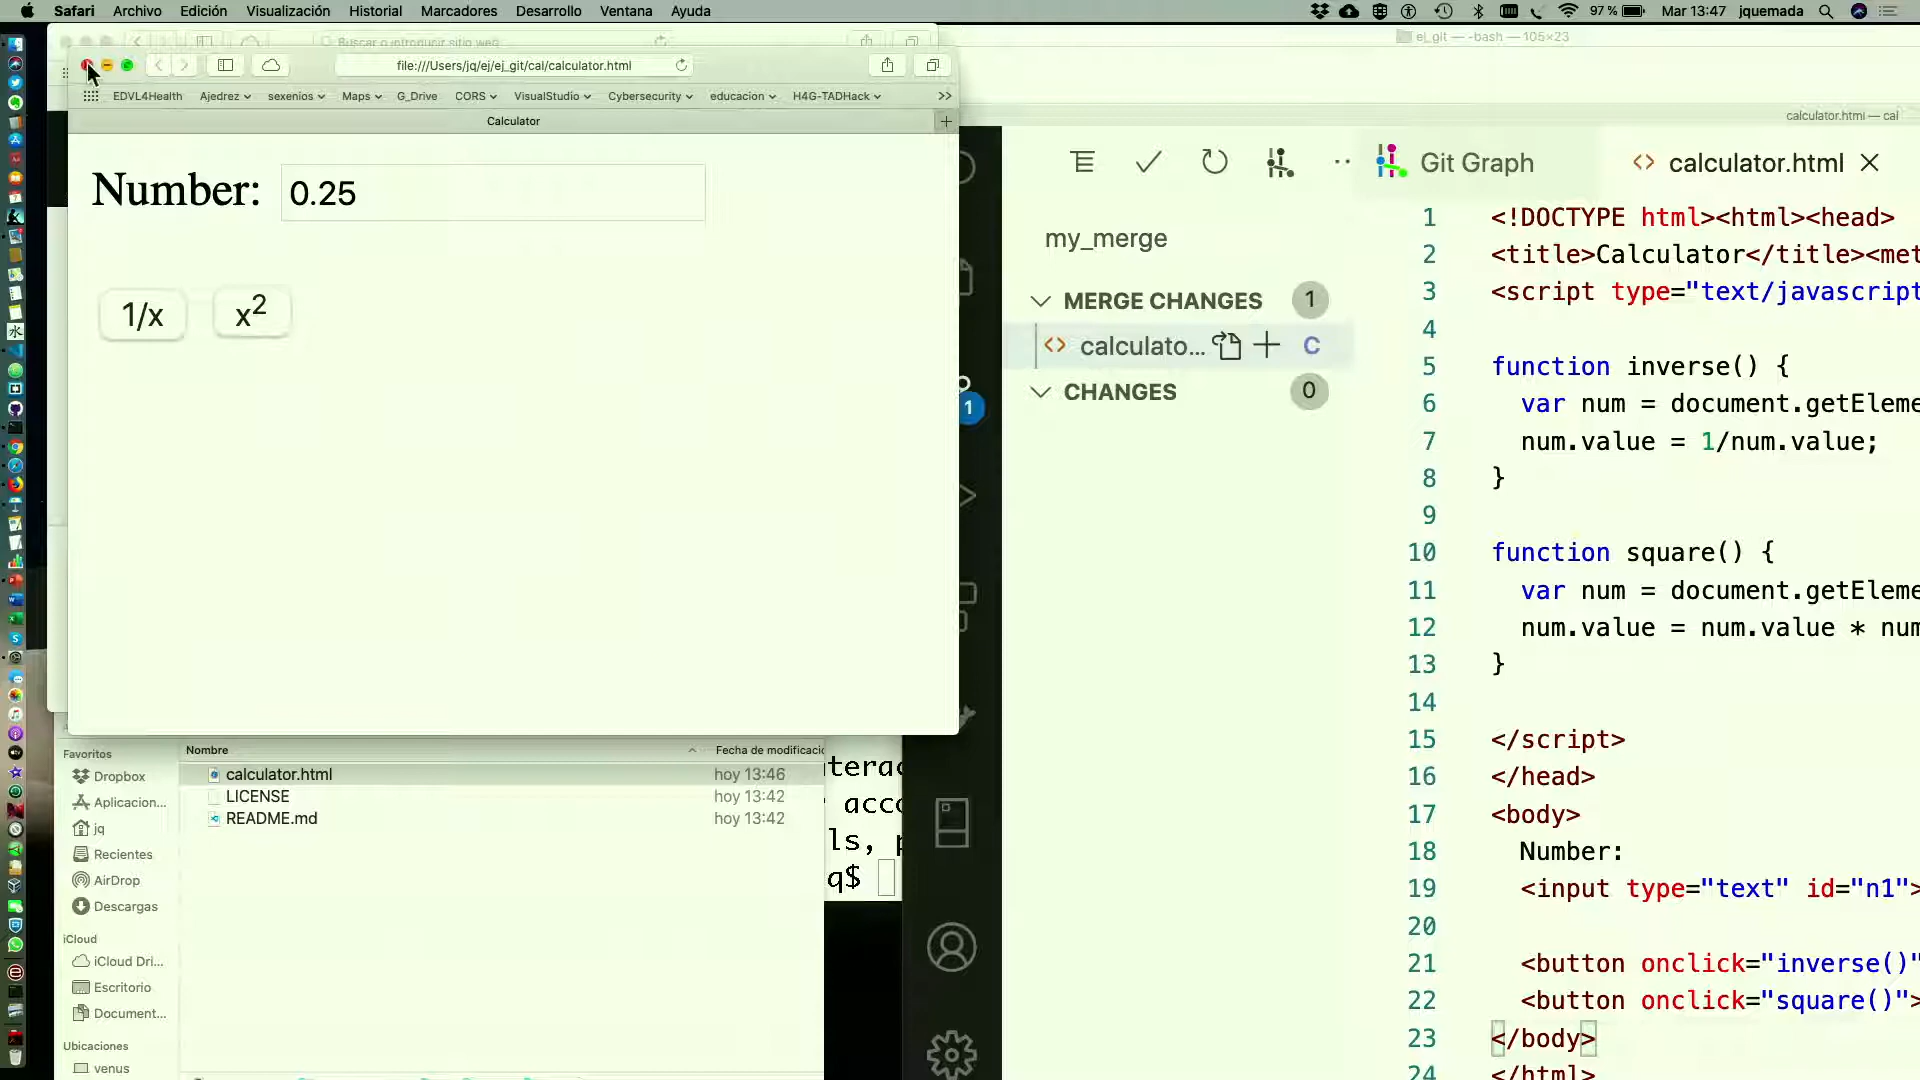 Safari Archivo Edición Visualización Historial Marcadores Desarrollo Ventana Ayuda
97 % Mar 13:47 jquemada
Buscar o introducir sitio web
ej_git — -bash — 105×23
file:///Users/jq/ej/ej_git/cal/calculator.html
EDVL4Health Ajedrez sexenios Maps G_Drive CORS VisualStudio Cybersecurity educacion H4G-TADHack >>
Calculator
calculator.html — cal
Number: 0.25
1/x x2
my_merge
MERGE CHANGES 1
calculato... C
CHANGES 0
1
Git Graph
calculator.html
1 <!DOCTYPE html><html><head>
2 <title>Calculator</title><met
3 <script type="text/javascript
4
5 function inverse() {
6 var num = document.getEleme
7 num.value = 1/num.value;
8 }
9
10 function square() {
11 var num = document.getEleme
12 num.value = num.value * num
13 }
14
15 </script>
16 </head>
17 <body>
18 Number:
19 <input type="text" id="n1">
20
21 <button onclick="inverse()"
22 <button onclick="square()">
23 </body>
24 </html>
Favoritos
Dropbox
Aplicacion...
jq
Recientes
AirDrop
Descargas
iCloud
iCloud Dri...
Escritorio
Document...
Ubicaciones
venus
Nombre Fecha de modificació
calculator.html hoy 13:46
LICENSE hoy 13:42
README.md hoy 13:42
terac
acco
ls, p
q$